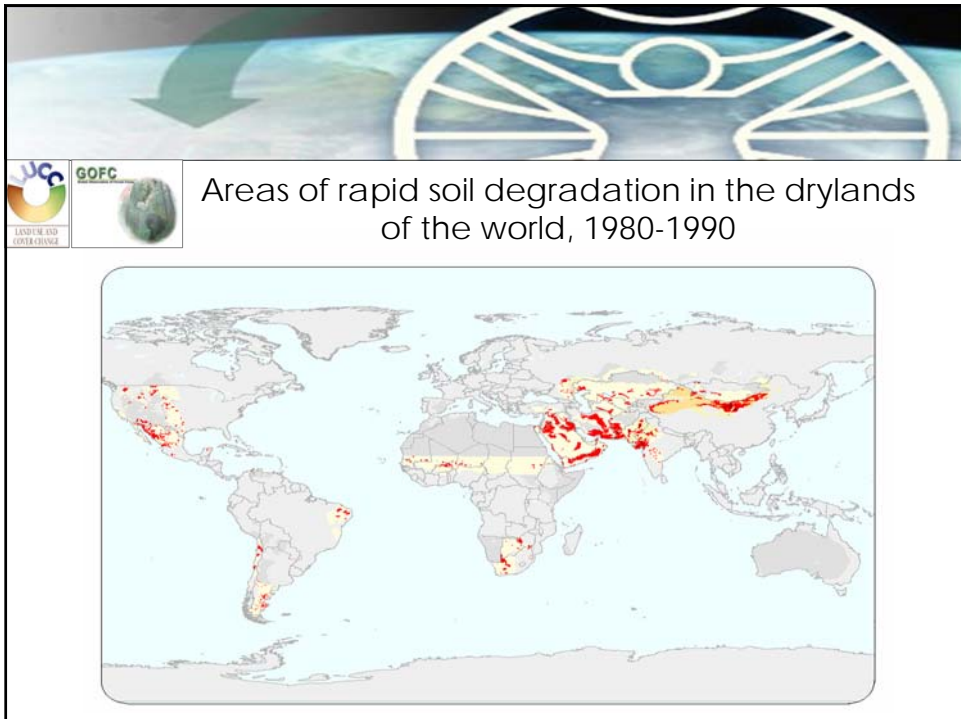 LUCC
LAND USE AND
COVER CHANGE
GOFC
Areas of rapid soil degradation in the drylands
of the world, 1980-1990